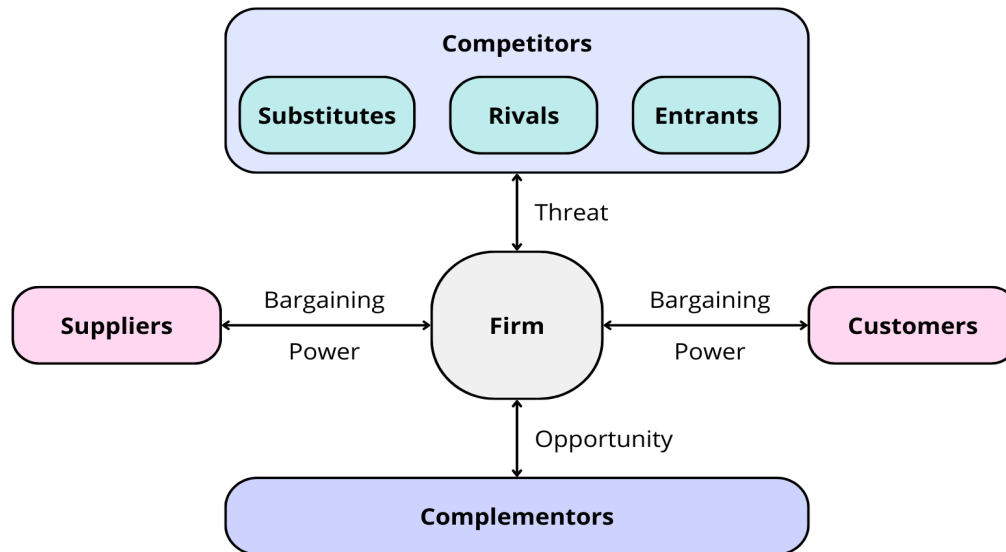 Competitors
Substitutes
Rivals
Entrants
Threat
Suppliers
Bargaining
Power
Firm
Bargaining
Power
Customers
Opportunity
Complementors